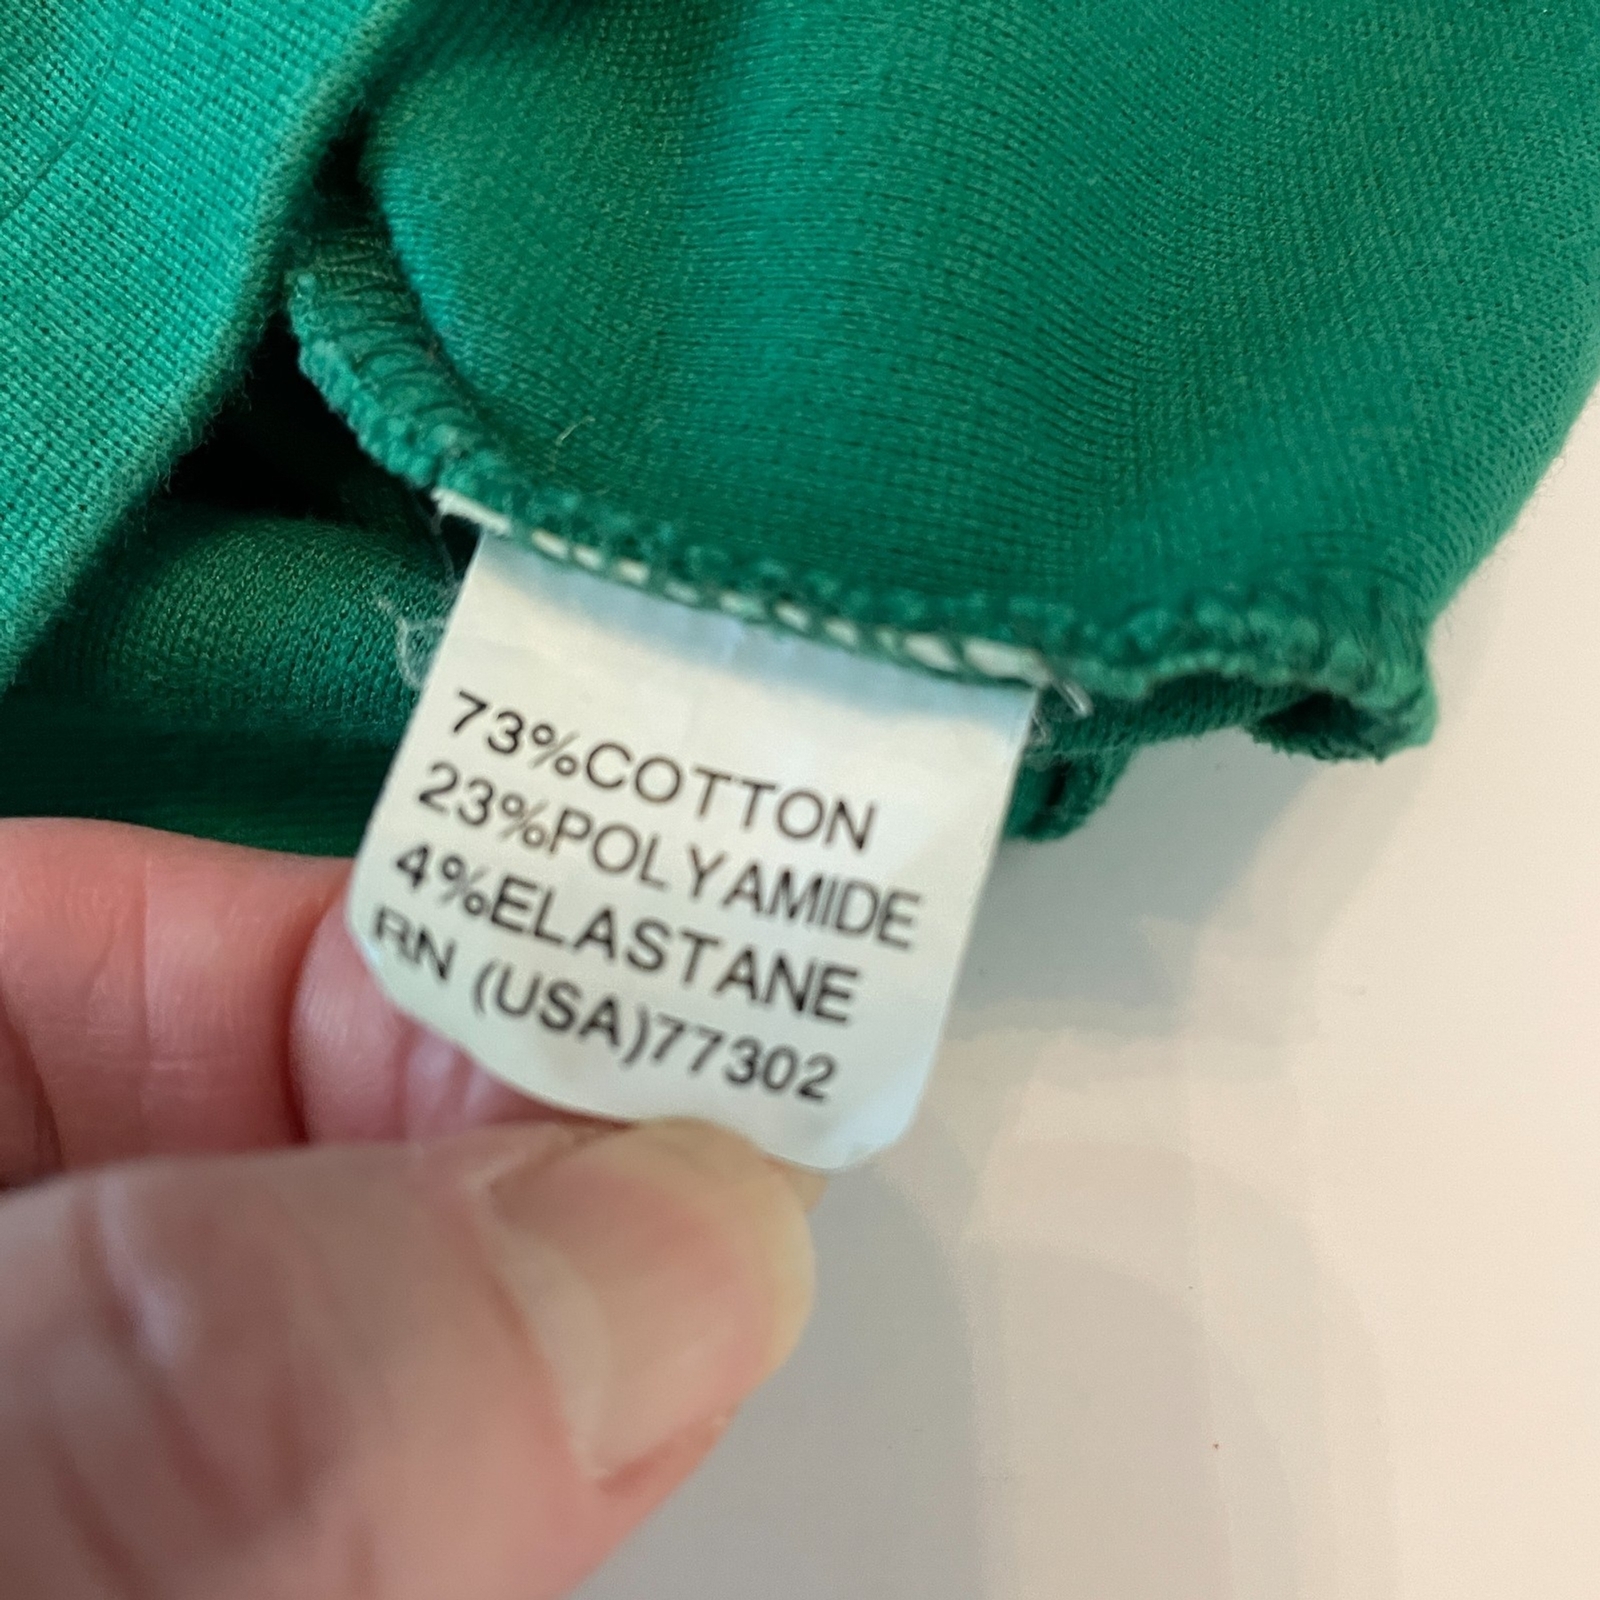 73%COTTON
23%POLYAMIDE
4%ELASTANE
RN (USA)77302